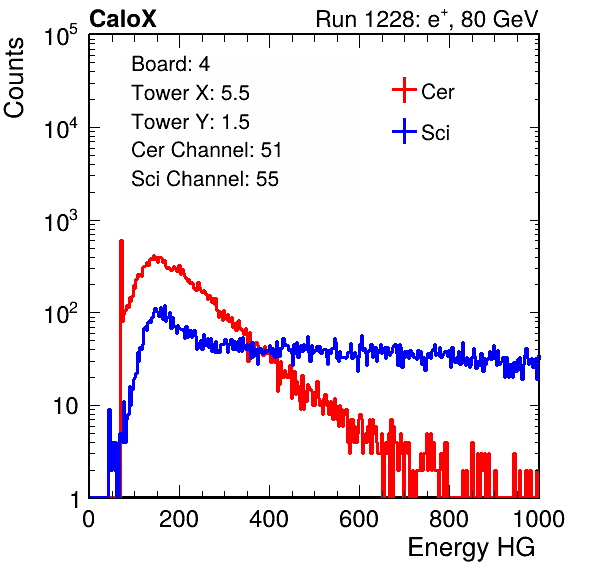 CaloX Run 1228: e⁺, 80 GeV
Counts
Board: 4
Tower X: 5.5
Tower Y: 1.5
Cer Channel: 51
Sci Channel: 55
Cer
Sci
10⁵
10⁴
10³
10²
10
1
0 200 400 600 800 1000
Energy HG